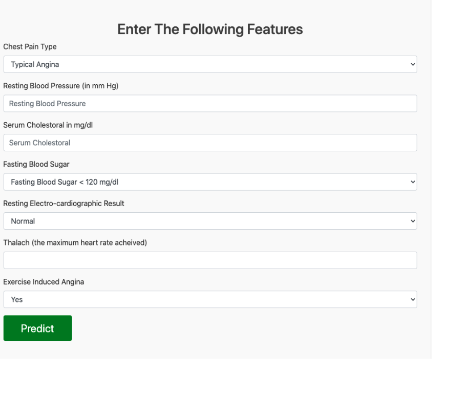 Enter The Following Features
Chest Pain Type
Typical Angina
Resting Blood Pressure (in mm Hg)
Resting Blood Pressure
Serum Cholestoral in mg/dl
Serum Cholestoral
Fasting Blood Sugar
Fasting Blood Sugar < 120 mg/dl
Resting Electro-cardiographic Result
Normal
Thalach (the maximum heart rate acheived)
Exercise Induced Angina
Yes
Predict